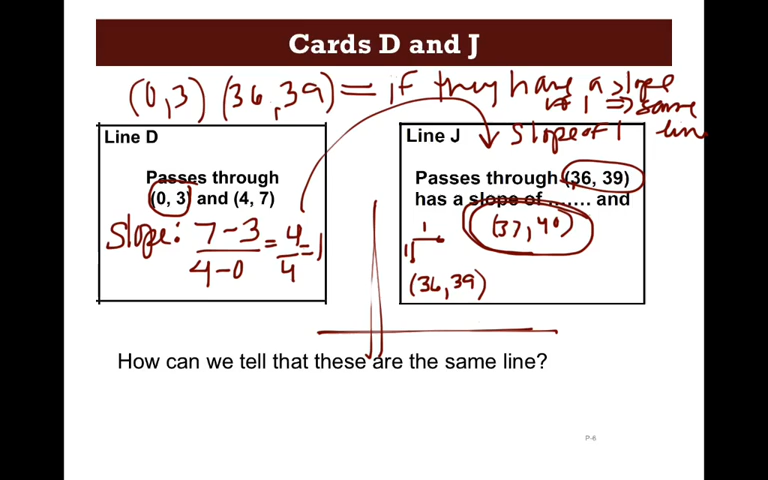 Cards D and J
(0,3) (36,39) = if they have a slope
of 1 => same
line
slope of 1
Line D
Passes through
(0, 3) and (4, 7)
Slope: 7-3/4-0 = 4/4 = 1
Line J
Passes through (36, 39)
has a slope of ....... and
(37,40)
1
1
(36,39)
How can we tell that these are the same line?
P-6